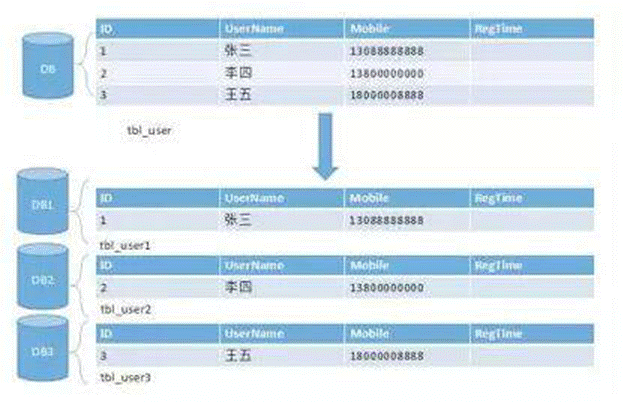 ID UserName Mobile RegTime
1 张三 13088888888
DB
2 李四 13800000000
3 王五 18000008888
tbl_user
ID UserName Mobile RegTime
DB1
1 张三 13088888888
tbl_user1
ID UserName Mobile RegTime
DB2
2 李四 13800000000
tbl_user2
ID UserName Mobile RegTime
DB3
3 王五 18000008888
tbl_user3